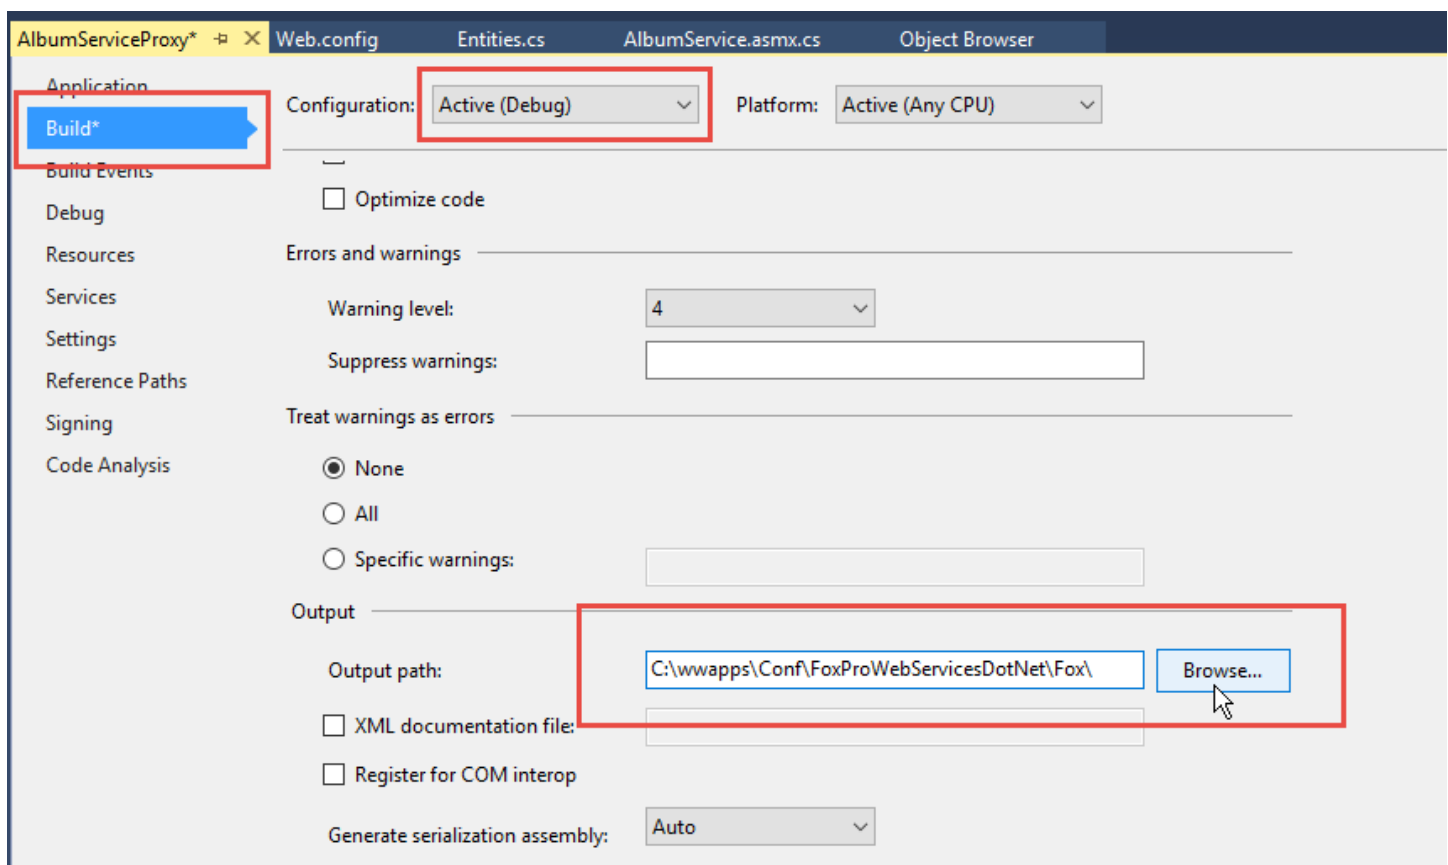 AlbumServiceProxy* Web.config Entities.cs AlbumService.asmx.cs Object Browser
Application
Configuration: Active (Debug) Platform: Active (Any CPU)
Build*
Build Events
Optimize code
Debug
Resources
Errors and warnings
Services
Warning level: 4
Settings
Suppress warnings:
Reference Paths
Signing
Treat warnings as errors
Code Analysis
None
All
Specific warnings:
Output
Output path: C:\wwapps\Conf\FoxProWebServicesDotNet\Fox\ Browse...
XML documentation file:
Register for COM interop
Generate serialization assembly: Auto